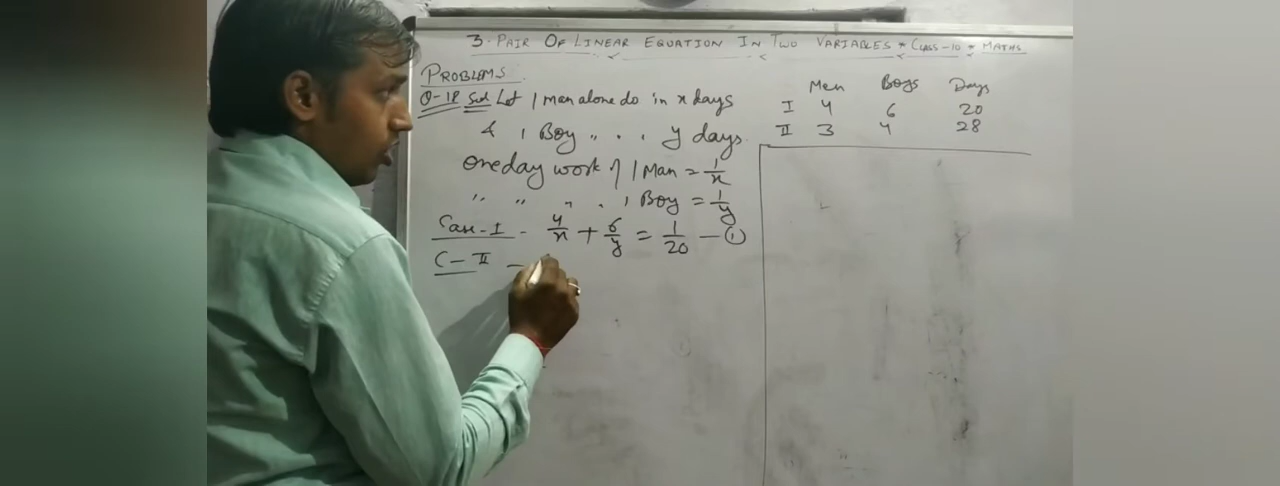 3. PAIR OF LINEAR EQUATION IN TWO VARIABLES * CLASS-10 * MATHS
PROBLEMS
Q-18 Sol Let 1 Man alone do in x days
& 1 Boy " " " y days
One day work of 1 Man = 1/x
" " " " 1 Boy = 1/y
Case-I - 4/x + 6/y = 1/20 - ①
C-II -
Men Boys Days
I 4 6 20
II 3 4 28